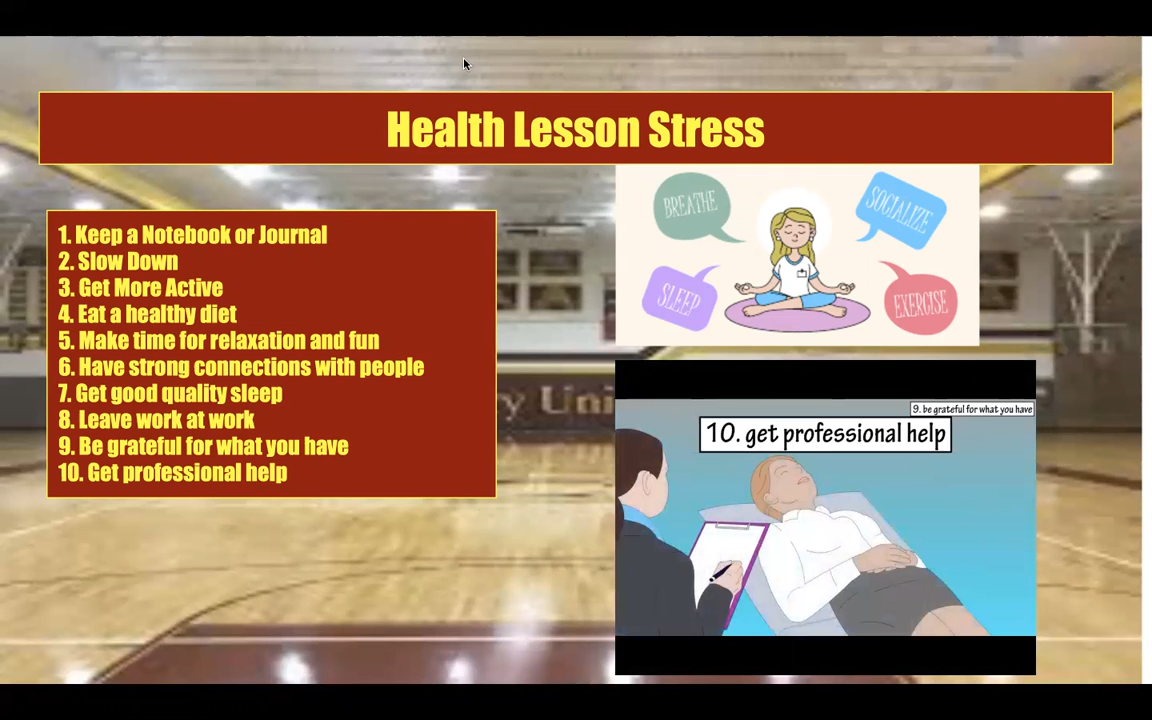 Health Lesson Stress
1. Keep a Notebook or Journal
2. Slow Down
3. Get More Active
4. Eat a healthy diet
5. Make time for relaxation and fun
6. Have strong connections with people
7. Get good quality sleep
8. Leave work at work
9. Be grateful for what you have
10. Get professional help
BREATHE
SOCIALIZE
SLEEP
EXERCISE
y Uni
9. be grateful for what you have
10. get professional help